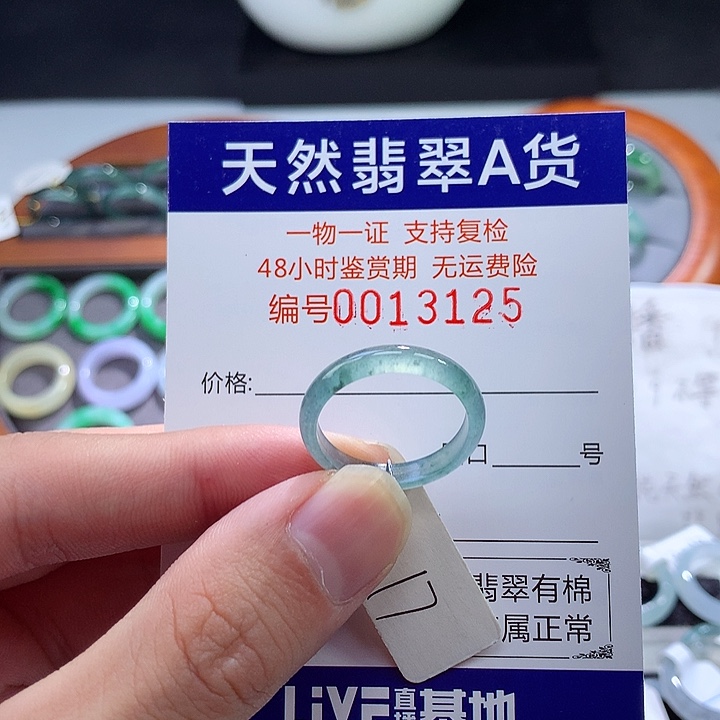 天然翡翠A货
一物一证 支持复检
48小时鉴赏期 无运费险
编号0013125
价格:
口 号
翡翠有棉
属正常
LiVE直播基地